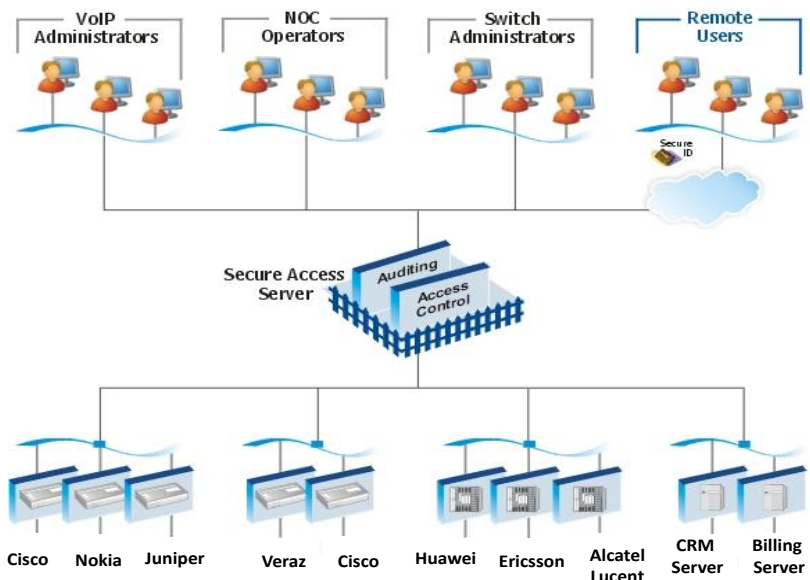 VoIP
Administrators
NOC
Operators
Switch
Administrators
Remote
Users
Secure
ID
Secure Access
Server
Auditing
Access
Control
Cisco
Nokia
Juniper
Veraz
Cisco
Huawei
Ericsson
Alcatel
Lucent
CRM
Server
Billing
Server